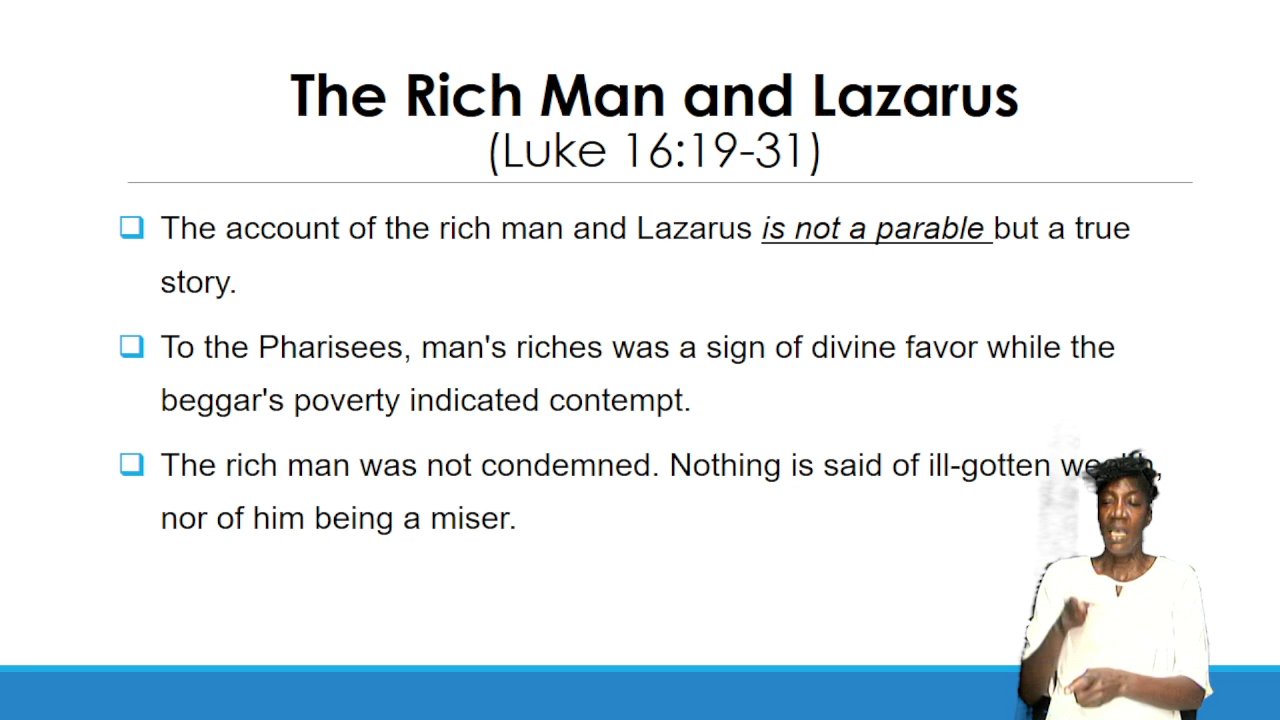 The Rich Man and Lazarus
(Luke 16:19-31)
The account of the rich man and Lazarus is not a parable but a true
story.
To the Pharisees, man's riches was a sign of divine favor while the
beggar's poverty indicated contempt.
The rich man was not condemned. Nothing is said of ill-gotten wealth,
nor of him being a miser.